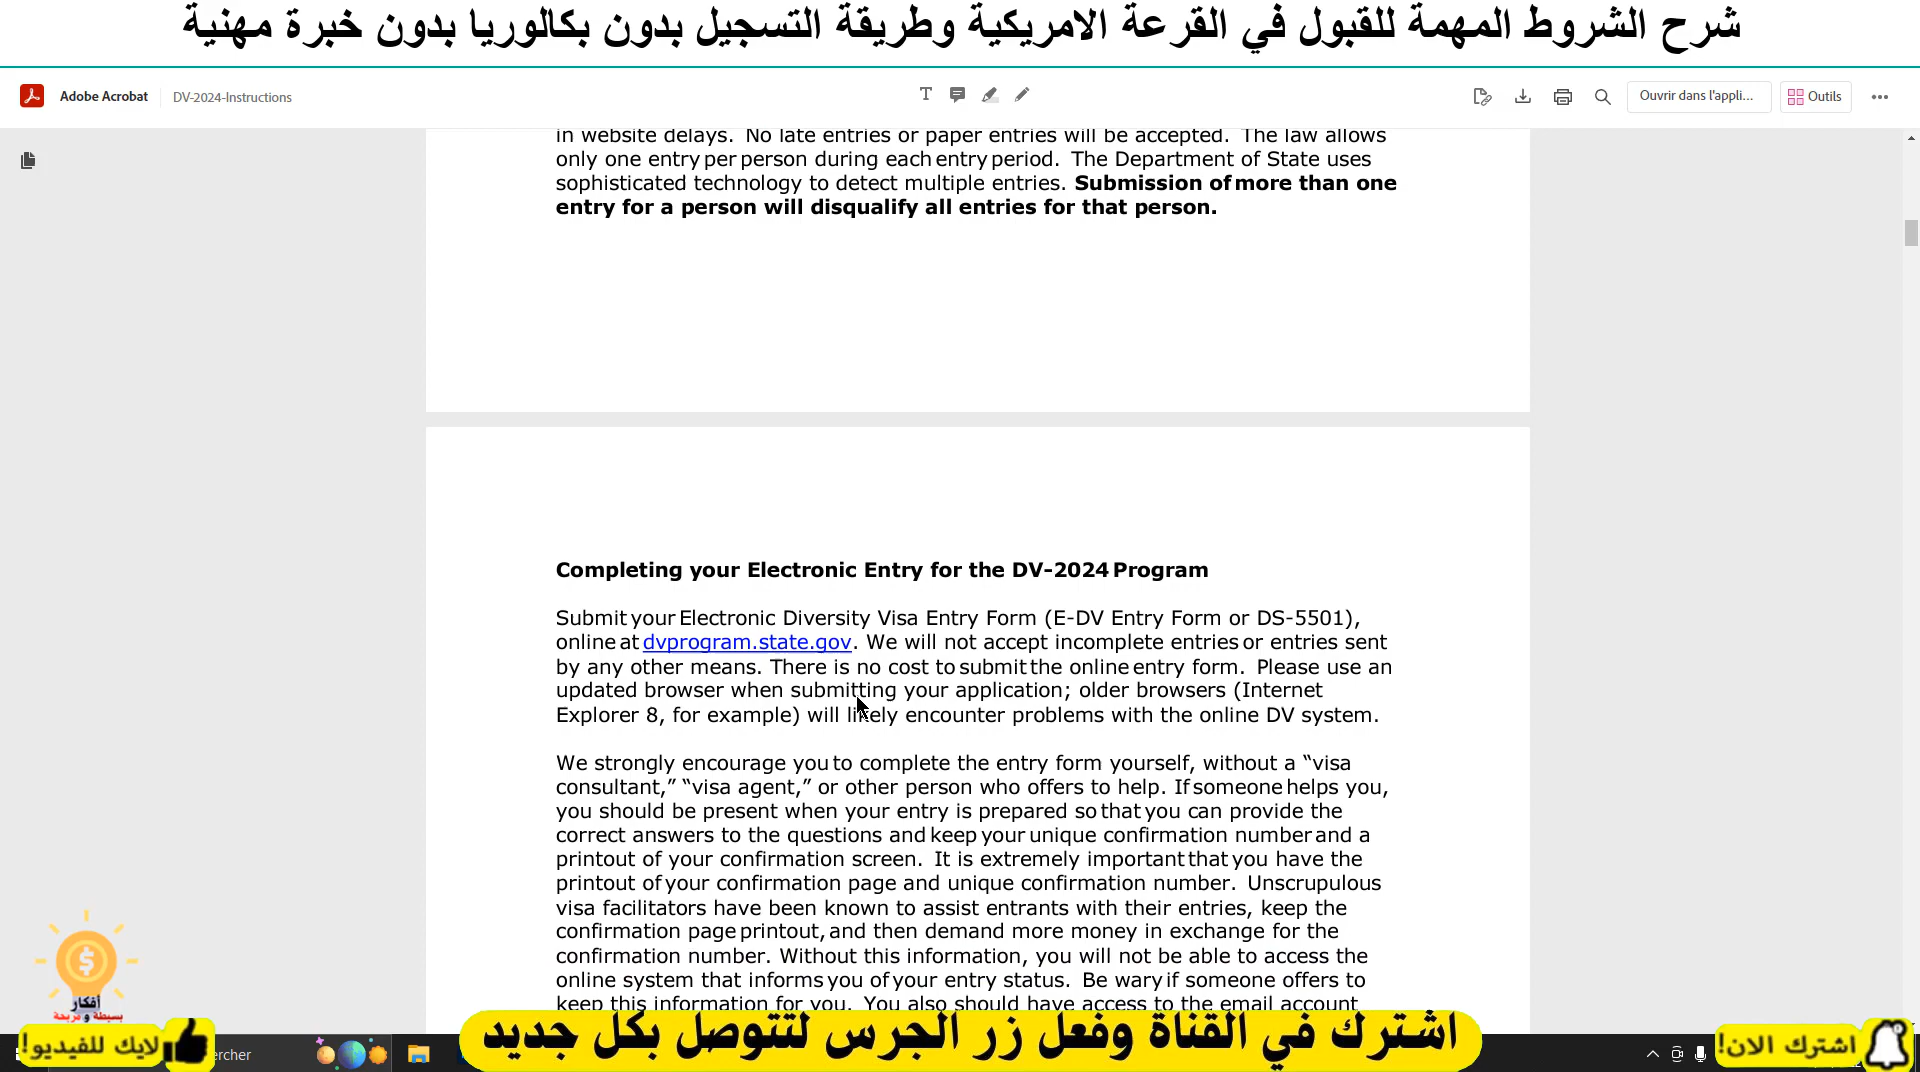 شرح الشروط المهمة للقبول في القرعة الامريكية وطريقة التسجيل بدون بكالوريا بدون خبرة مهنية
Adobe Acrobat
DV-2024-Instructions
Ouvrir dans l'appli...
Outils
in website delays. No late entries or paper entries will be accepted. The law allows
only one entry per person during each entry period. The Department of State uses
sophisticated technology to detect multiple entries. Submission of more than one
entry for a person will disqualify all entries for that person.
Completing your Electronic Entry for the DV-2024 Program
Submit your Electronic Diversity Visa Entry Form (E-DV Entry Form or DS-5501),
online at dvprogram.state.gov. We will not accept incomplete entries or entries sent
by any other means. There is no cost to submit the online entry form. Please use an
updated browser when submitting your application; older browsers (Internet
Explorer 8, for example) will likely encounter problems with the online DV system.
We strongly encourage you to complete the entry form yourself, without a “visa
consultant,” “visa agent,” or other person who offers to help. If someone helps you,
you should be present when your entry is prepared so that you can provide the
correct answers to the questions and keep your unique confirmation number and a
printout of your confirmation screen. It is extremely important that you have the
printout of your confirmation page and unique confirmation number. Unscrupulous
visa facilitators have been known to assist entrants with their entries, keep the
confirmation page printout, and then demand more money in exchange for the
confirmation number. Without this information, you will not be able to access the
online system that informs you of your entry status. Be wary if someone offers to
keep this information for you. You also should have access to the email account
أفكار
بسيطة و مربحة
لايك للفيديو!
ercher
اشترك في القناة وفعل زر الجرس لتتوصل بكل جديد
اشترك الان!